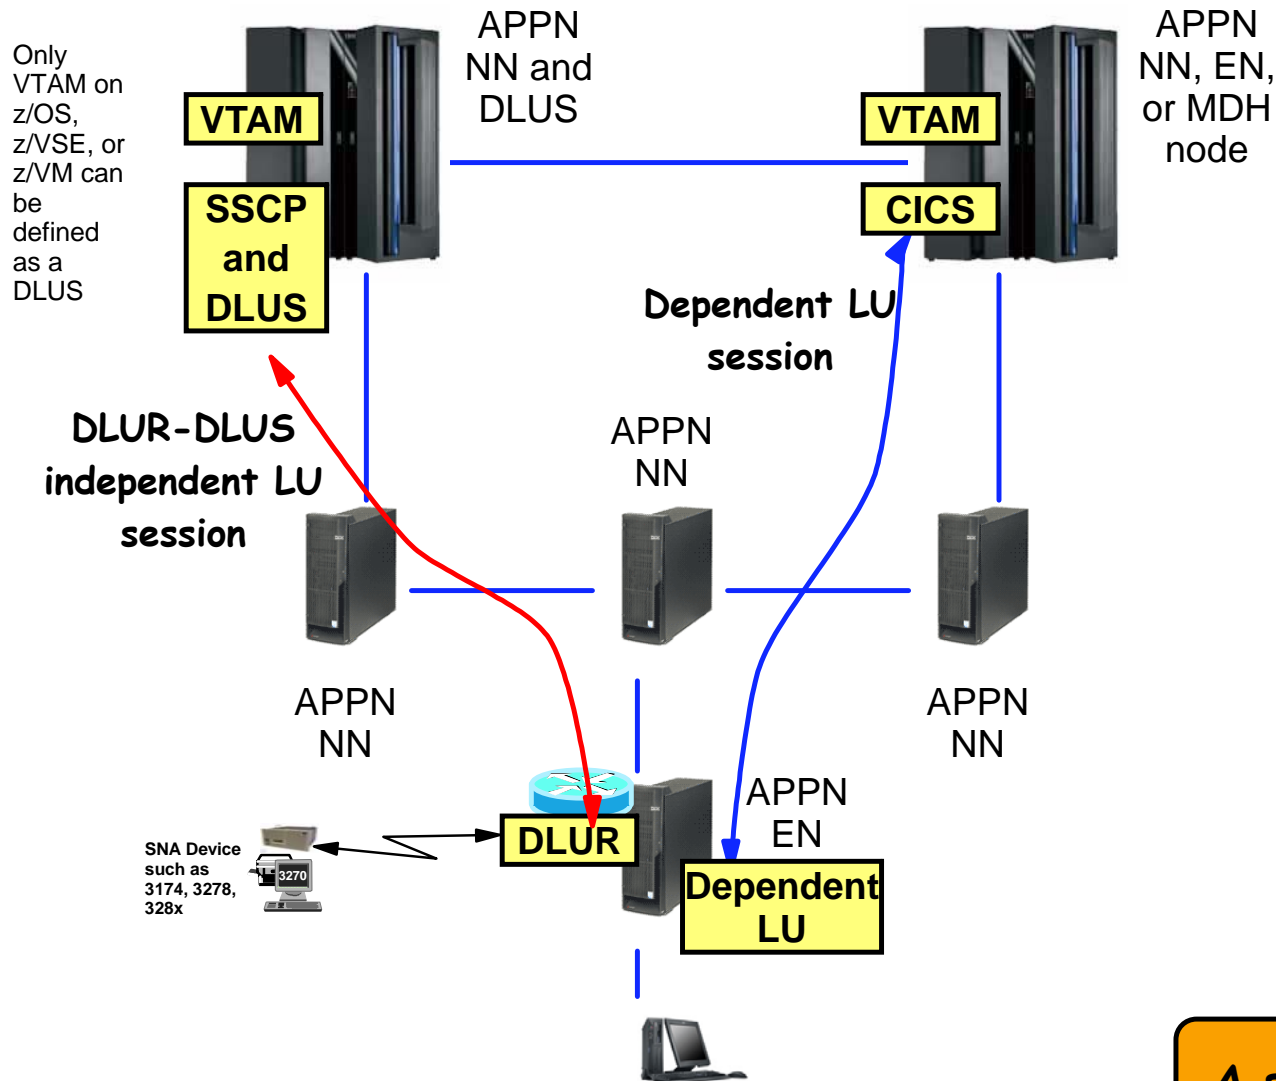 Only
VTAM on
z/OS,
z/VSE, or
z/VM can
be
defined
as a
DLUS
VTAM
SSCP
and
DLUS
APPN
NN and
DLUS
VTAM
CICS
APPN
NN, EN,
or MDH
node
Dependent LU
session
DLUR-DLUS
independent LU
session
APPN
NN
APPN
NN
APPN
NN
APPN
EN
DLUR
Dependent
LU
SNA Device
such as
3174, 3278,
328x
3270